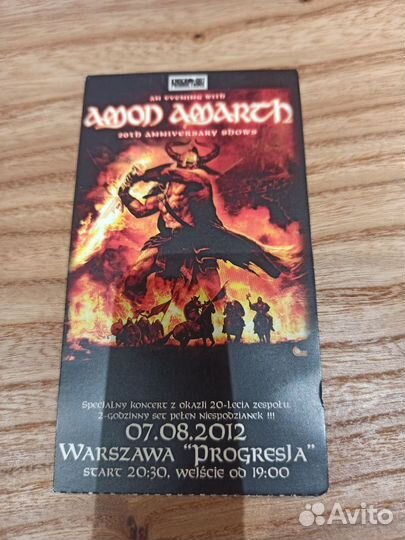 AN EVENING WITH
AMON AMARTH
20TH ANNIVERSARY SHOWS
Specjalny koncert z okazji 20-lecia zespołu.
2-godzinny set pełen niespodzianek !!!
07.08.2012
Warszawa "Progresja"
start 20:30, wejście od 19:00
Avito